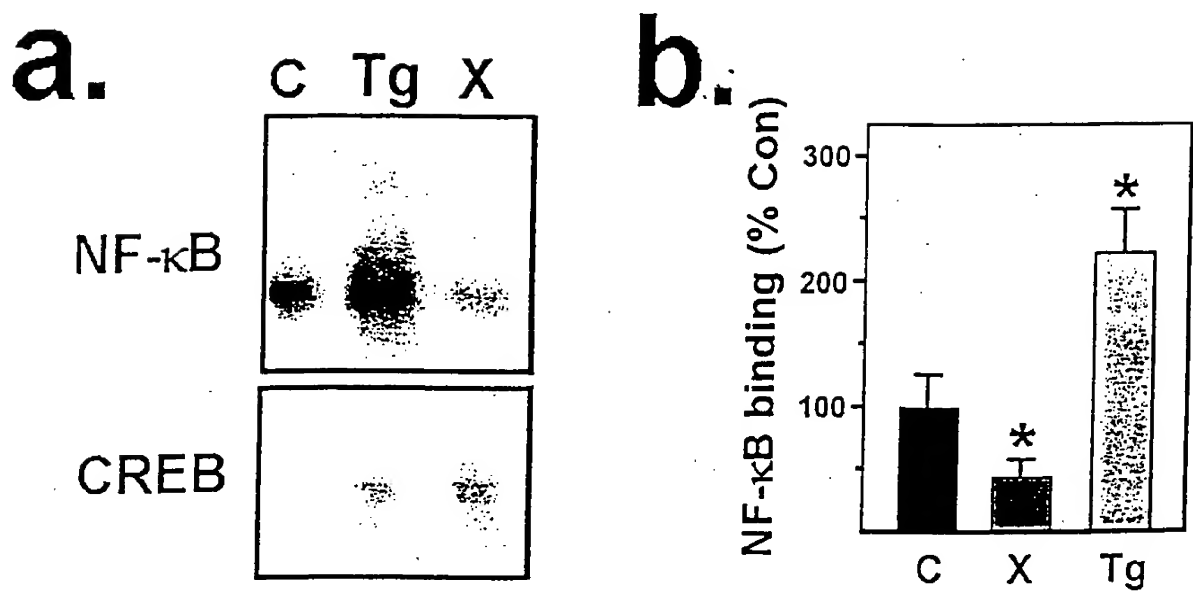 a.
C Tg X
NF-κB
CREB
b.
NF-κB binding (% Con)
300
200
100
*
*
C X Tg